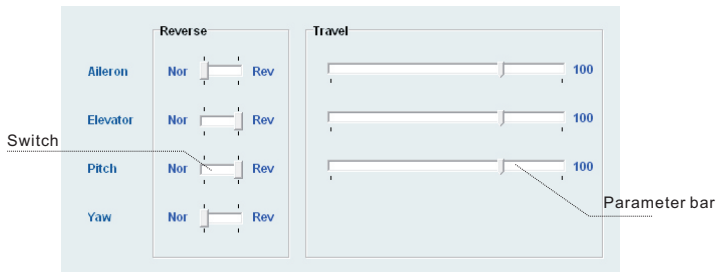 Reverse
Travel
Aileron Nor Rev 100
Elevator Nor Rev 100
Switch
Pitch Nor Rev 100
Parameter bar
Yaw Nor Rev